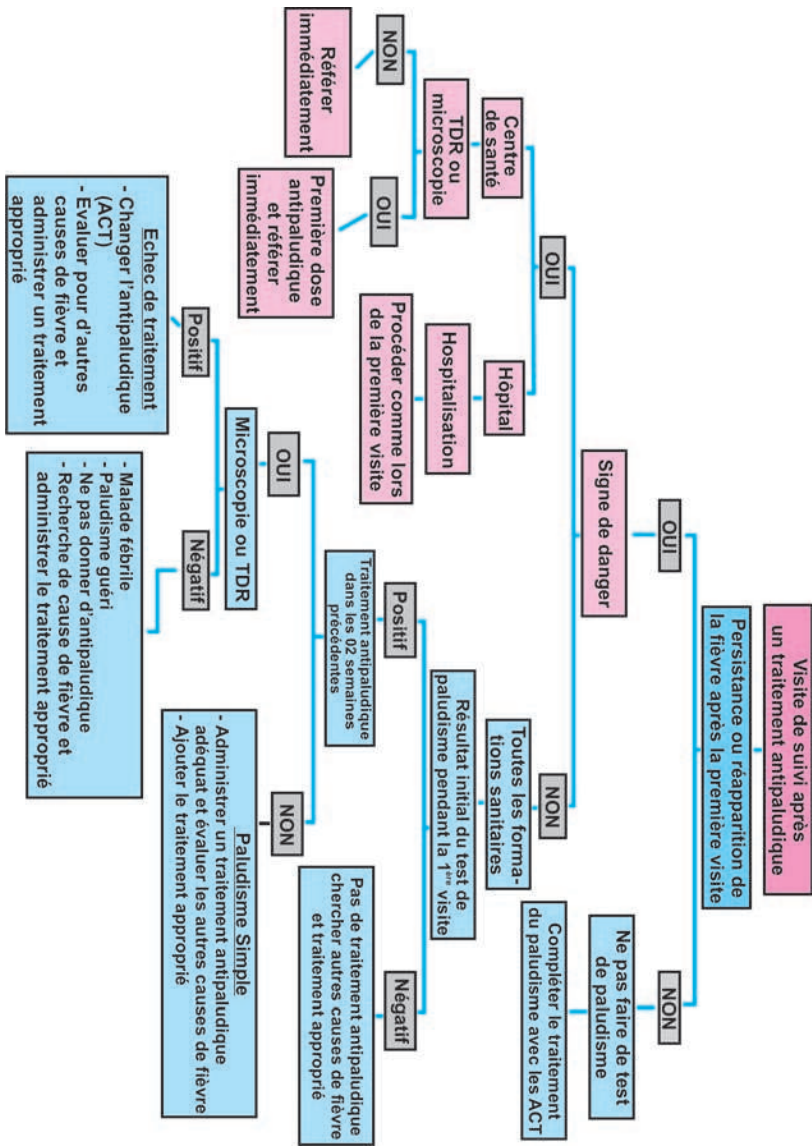 Visite de suivi après
un traitement antipaludique
Persistance ou réapparition de
la fièvre après la première visite
OUI
NON
Signe de danger
Ne pas faire de test
de paludisme
Compléter le traitement
du paludisme avec les ACT
OUI
NON
Centre
de santé
Hôpital
Toutes les forma-
tions sanitaires
TDR ou
microscopie
Hospitalisation
Résultat initial du test de
paludisme pendant la 1ère visite
NON
OUI
Procéder comme lors
de la première visite
Positif
Négatif
Référer
immédiatement
Première dose
antipaludique
et référer
immédiatement
Traitement antipaludique
dans les 02 semaines
précédentes
Pas de traitement antipaludique
chercher autres causes de fièvre
et traitement approprié
OUI
NON
Microscopie ou TDR
Paludisme Simple
- Administrer un traitement antipaludique
adéquat et évaluer les autres causes de fièvre
- Ajouter le traitement approprié
Positif
Négatif
Echec de traitement
- Changer l'antipaludique
(ACT)
- Evaluer pour d'autres
causes de fièvre et
administrer un traitement
approprié
- Malade fébrile
- Paludisme guéri
- Ne pas donner d'antipaludique
- Recherche de cause de fièvre et
administrer le traitement approprié